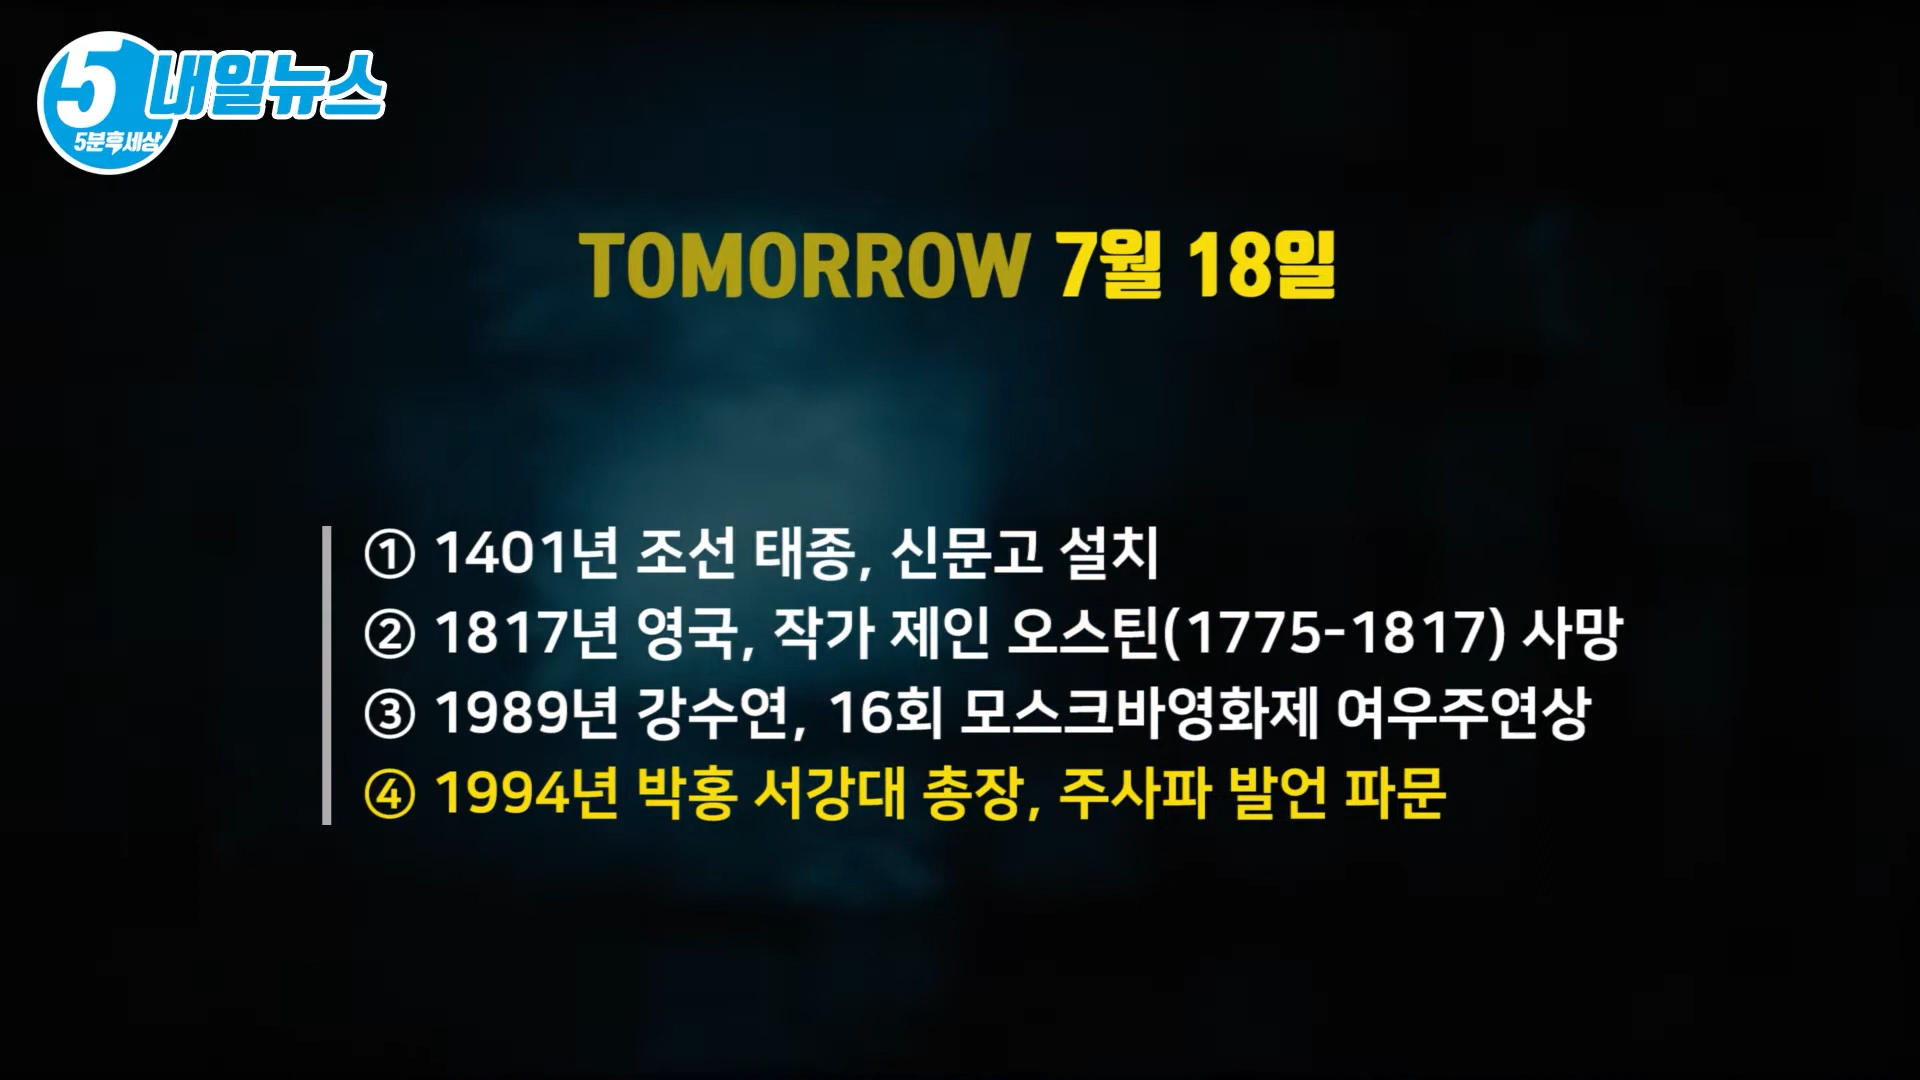 5 내일뉴스
5분후세상
TOMORROW 7월 18일
① 1401년 조선 태종, 신문고 설치
② 1817년 영국, 작가 제인 오스틴(1775-1817) 사망
③ 1989년 강수연, 16회 모스크바영화제 여우주연상
④ 1994년 박홍 서강대 총장, 주사파 발언 파문